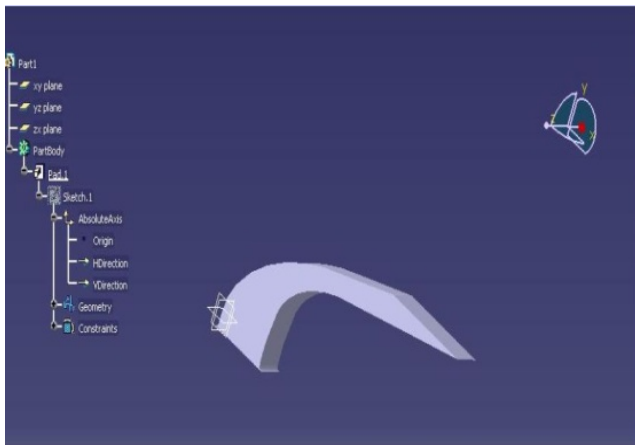 Part1
xy plane
yz plane
zx plane
PartBody
Pad.1
Sketch.1
AbsoluteAxis
Origin
HDirection
VDirection
Geometry
Constraints
y
z
x